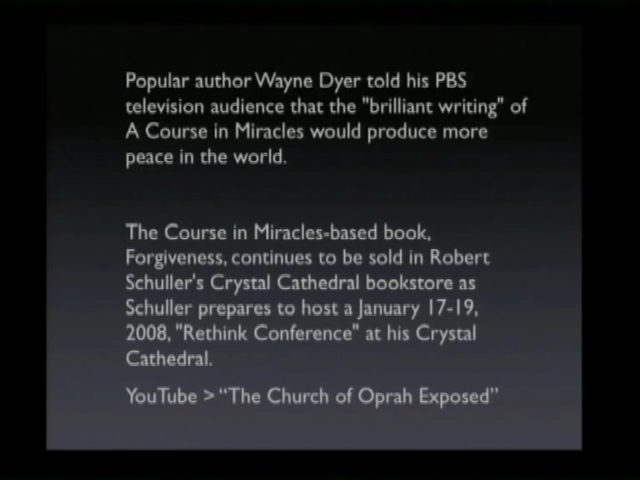 Popular author Wayne Dyer told his PBS
television audience that the "brilliant writing" of
A Course in Miracles would produce more
peace in the world.
The Course in Miracles-based book,
Forgiveness, continues to be sold in Robert
Schuller's Crystal Cathedral bookstore as
Schuller prepares to host a January 17-19,
2008, "Rethink Conference" at his Crystal
Cathedral.
YouTube > “The Church of Oprah Exposed”